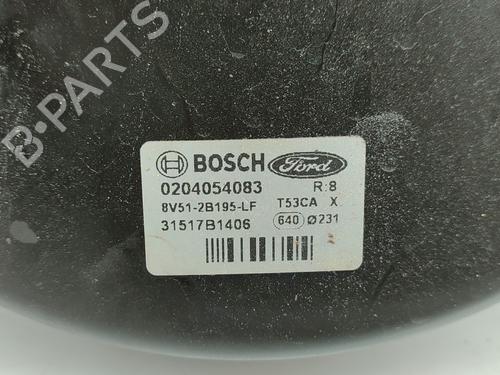 B-PARTS
BOSCH Ford
0204054083 R:8
8V51-2B195-LF T53CA X
31517B1406 640 ø231